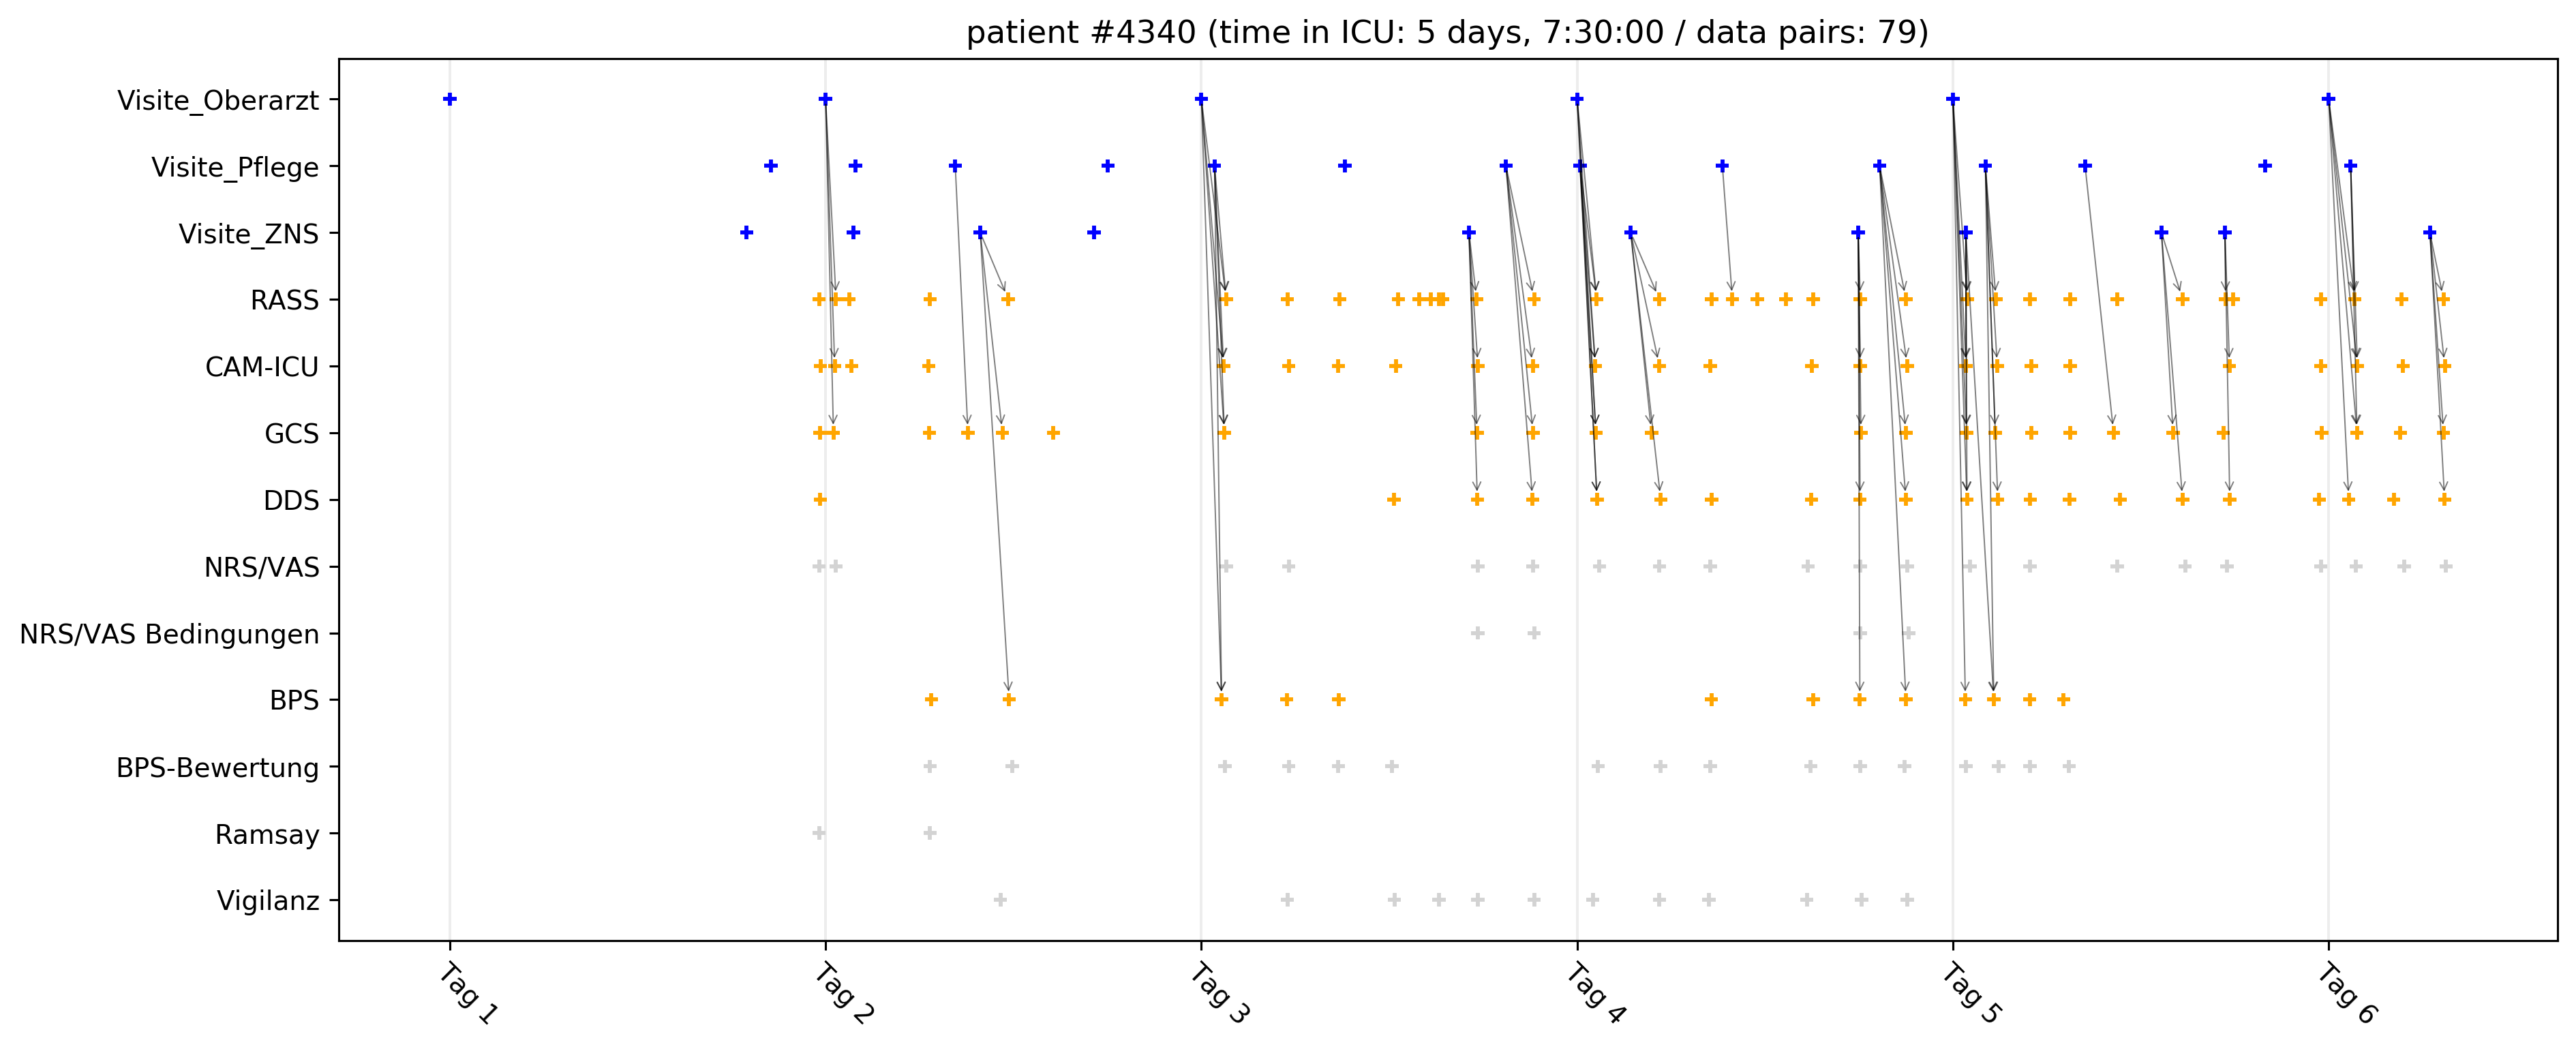 patient #4340 (time in ICU: 5 days, 7:30:00 / data pairs: 79)
Visite_Oberarzt
Visite_Pflege
Visite_ZNS
RASS
CAM-ICU
GCS
DDS
NRS/VAS
NRS/VAS Bedingungen
BPS
BPS-Bewertung
Ramsay
Vigilanz
Tag 1
Tag 2
Tag 3
Tag 4
Tag 5
Tag 6